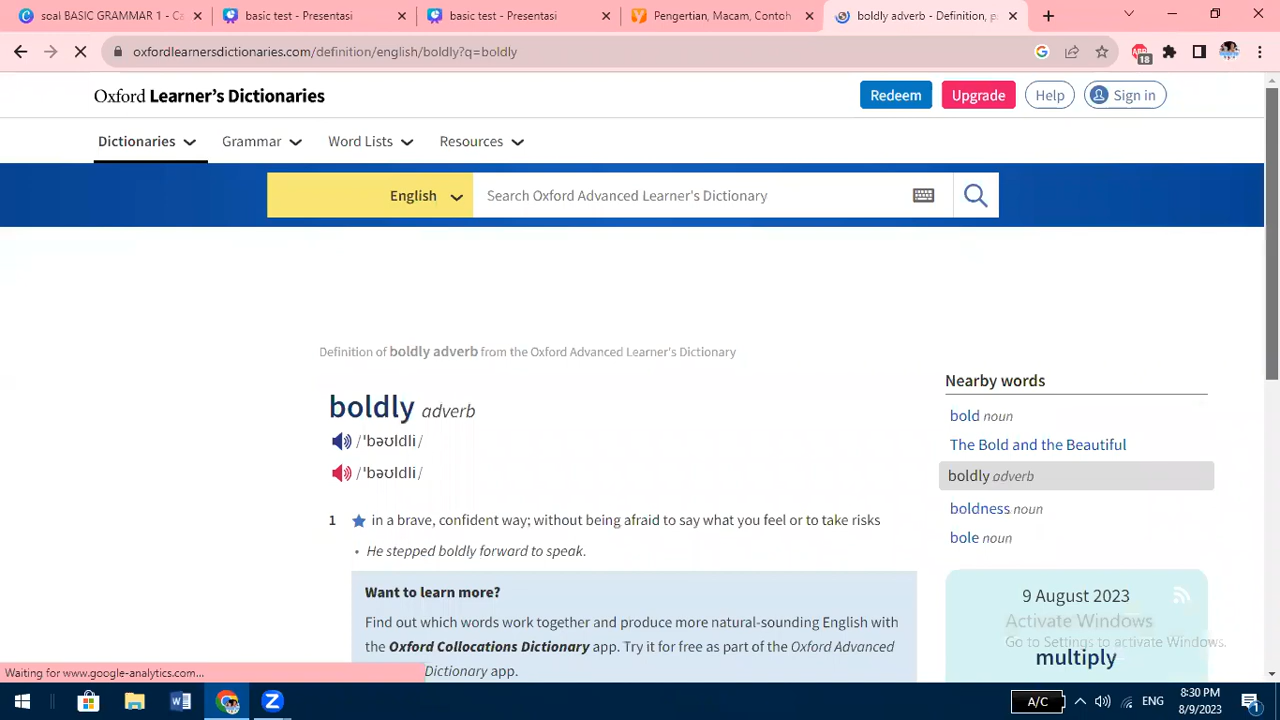 soal BASIC GRAMMAR 1 - Ca
basic test - Presentasi
basic test - Presentasi
Pengertian, Macam, Contoh
boldly adverb - Definition, p
oxfordlearnersdictionaries.com/definition/english/boldly?q=boldly
18
Oxford Learner's Dictionaries
Redeem
Upgrade
Help
Sign in
Dictionaries
Grammar
Word Lists
Resources
English
Search Oxford Advanced Learner's Dictionary
Definition of boldly adverb from the Oxford Advanced Learner's Dictionary
boldly adverb
/ˈbəʊldli/
/ˈbəʊldli/
1 in a brave, confident way; without being afraid to say what you feel or to take risks
• He stepped boldly forward to speak.
Want to learn more?
Find out which words work together and produce more natural-sounding English with
the Oxford Collocations Dictionary app. Try it for free as part of the Oxford Advanced
Dictionary app.
Nearby words
bold noun
The Bold and the Beautiful
boldly adverb
boldness noun
bole noun
9 August 2023
multiply
Activate Windows
Go to Settings to activate Windows.
Waiting for www.google-analytics.com...
A/C
ENG
8:30 PM
8/9/2023
1